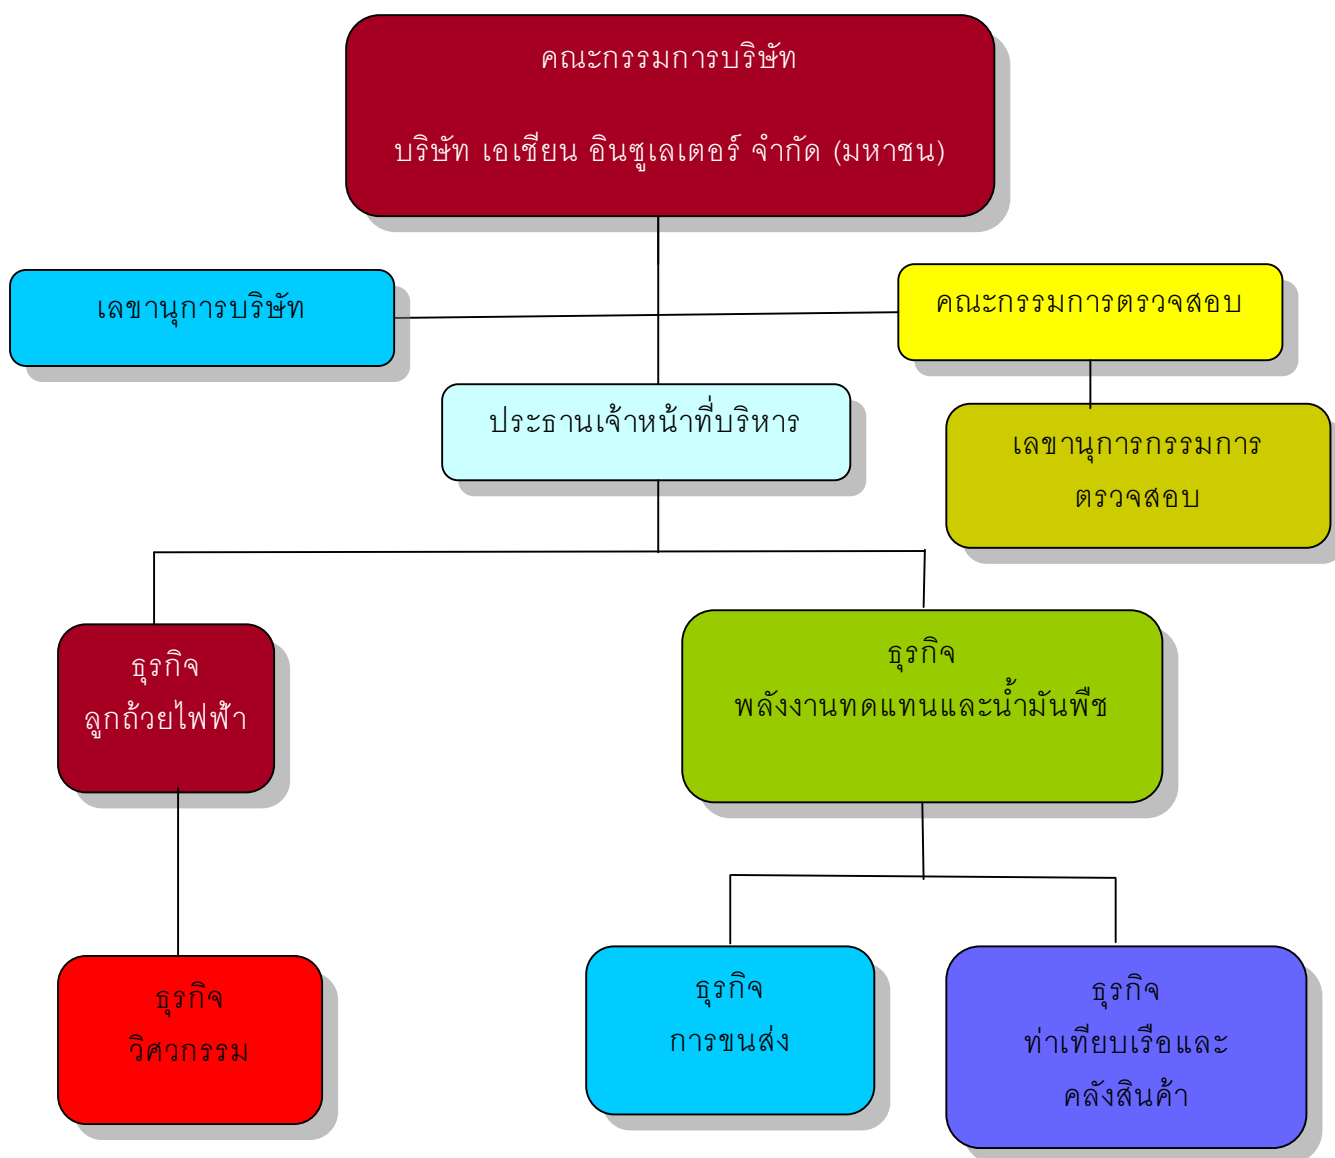 คณะกรรมการบริษัท
บริษัท เอเชียน อินซูเลเตอร์ จำกัด (มหาชน)
เลขานุการบริษัท
คณะกรรมการตรวจสอบ
ประธานเจ้าหน้าที่บริหาร
เลขานุการกรรมการ
ตรวจสอบ
ธุรกิจ
ลูกถ้วยไฟฟ้า
ธุรกิจ
พลังงานทดแทนและน้ำมันพืช
ธุรกิจ
วิศวกรรม
ธุรกิจ
การขนส่ง
ธุรกิจ
ท่าเทียบเรือและ
คลังสินค้า